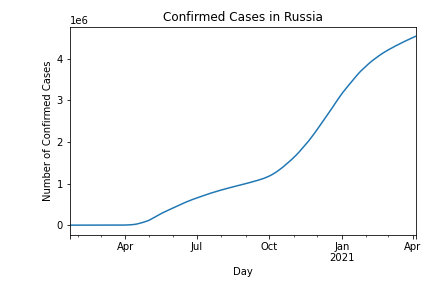 Confirmed Cases in Russia
1e6
4
3
2
1
0
Number of Confirmed Cases
Apr Jul Oct Jan Apr
2021
Day